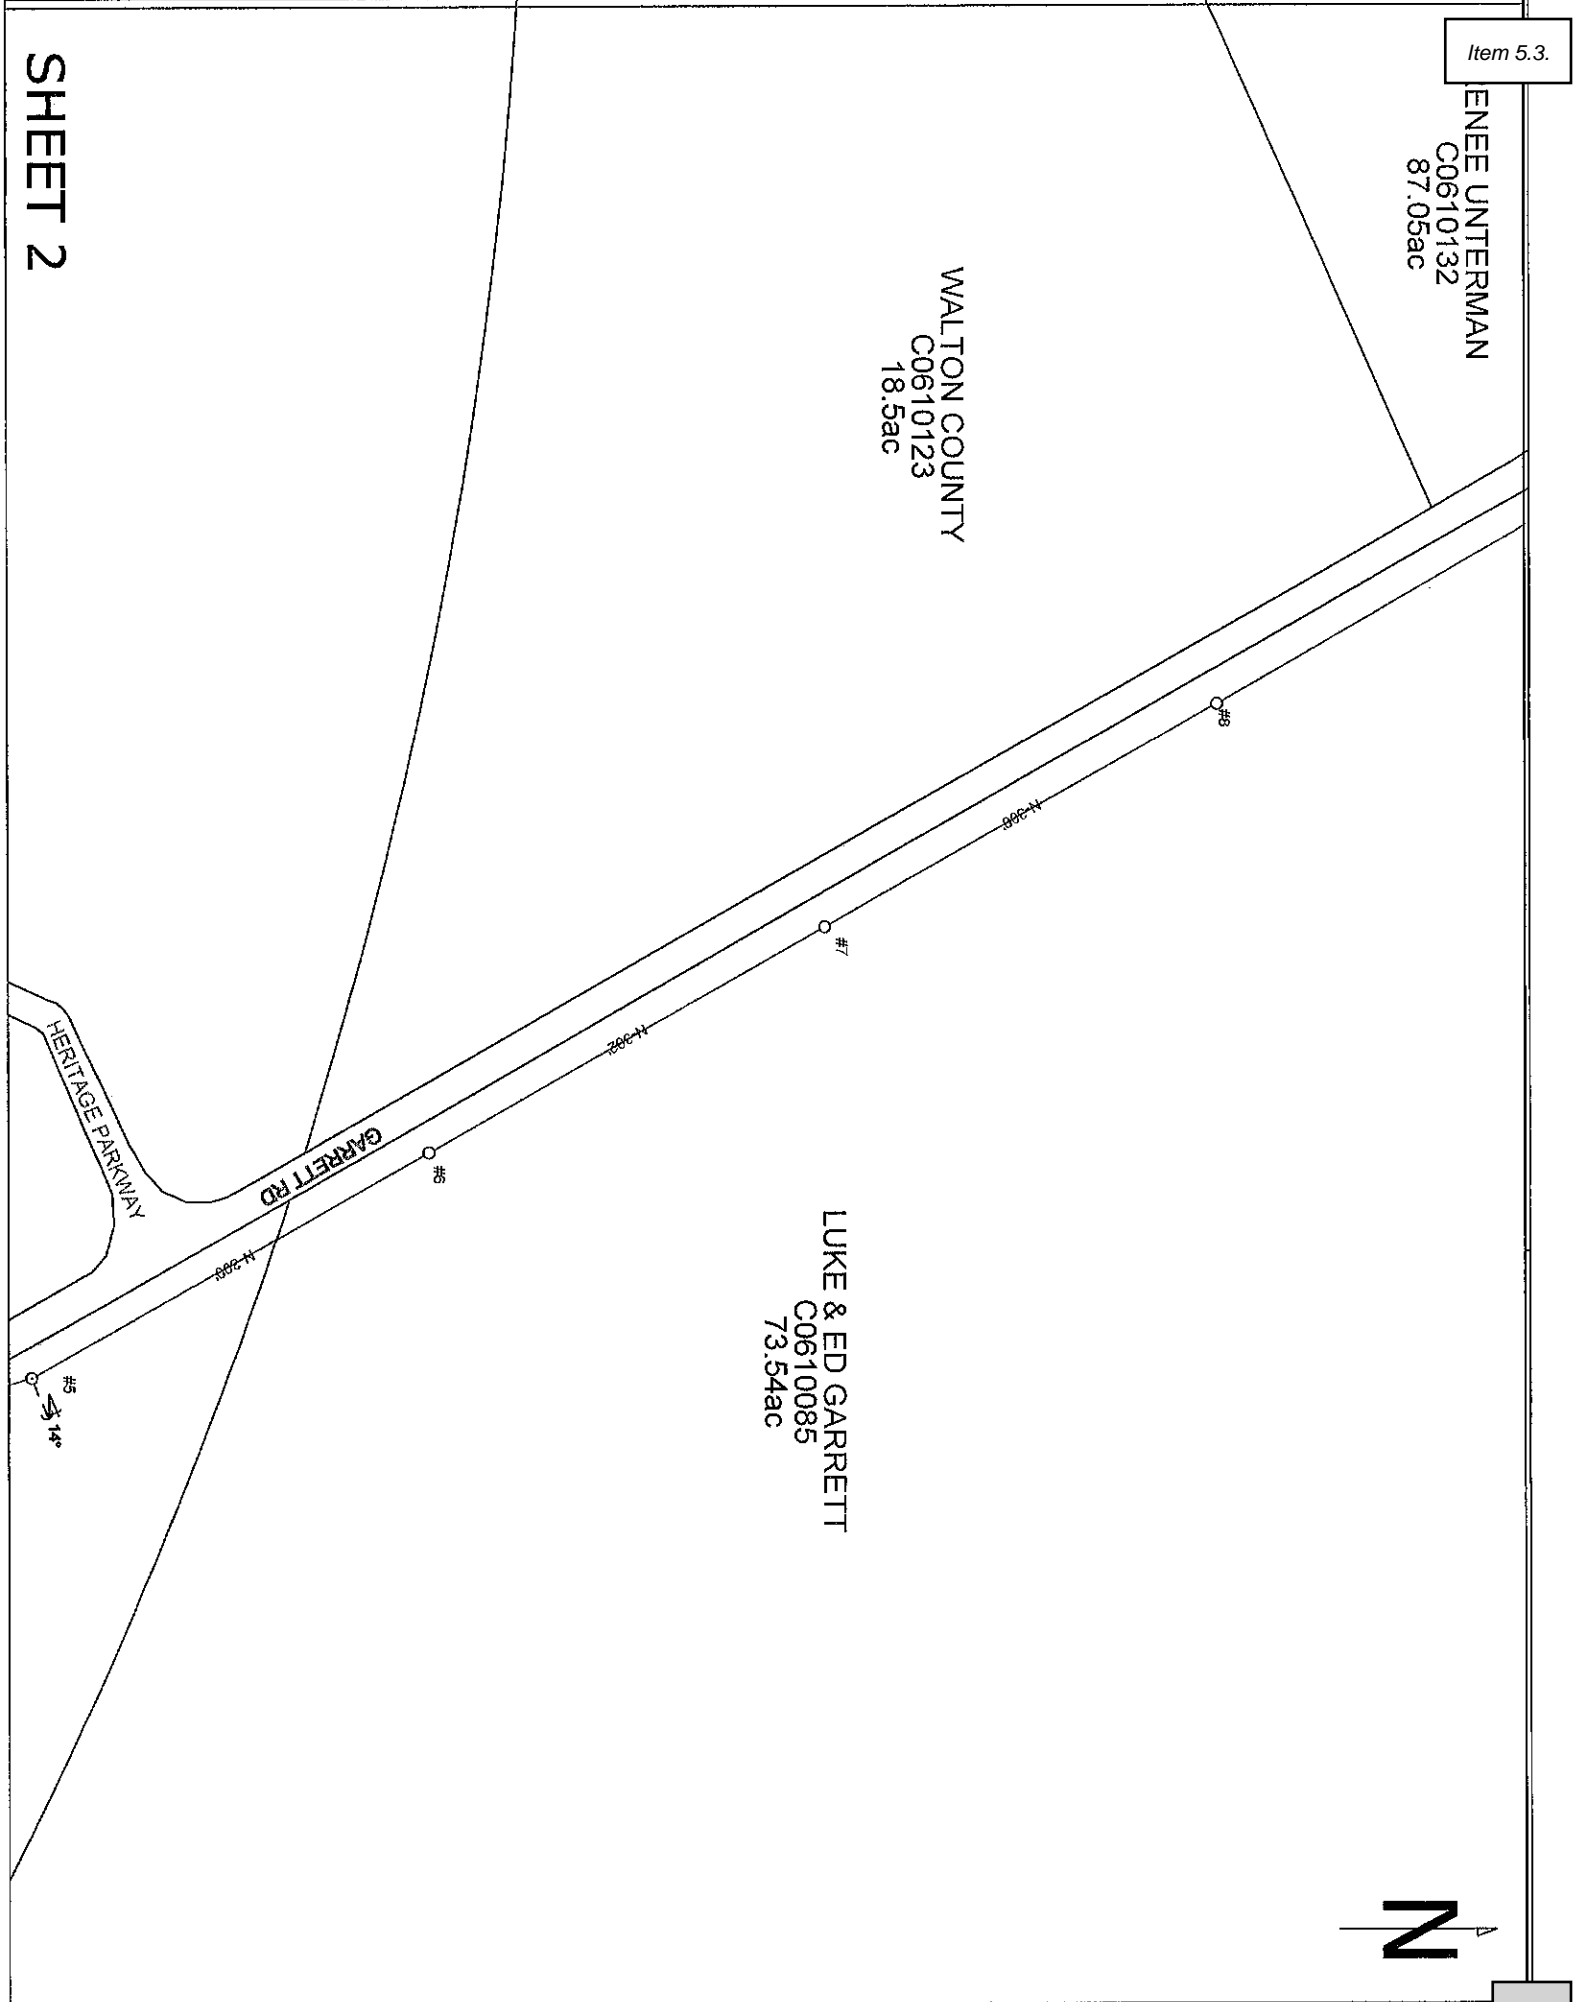 Item 5.3.
ENEE UNTERMAN
C0610132
87.05ac
WALTON COUNTY
C0610123
18.5ac
#8
#7
N-302'
#6
GARRETT RD
HERITAGE PARKWAY
#5
14°
LUKE & ED GARRETT
C0610085
73.54ac
N
SHEET 2